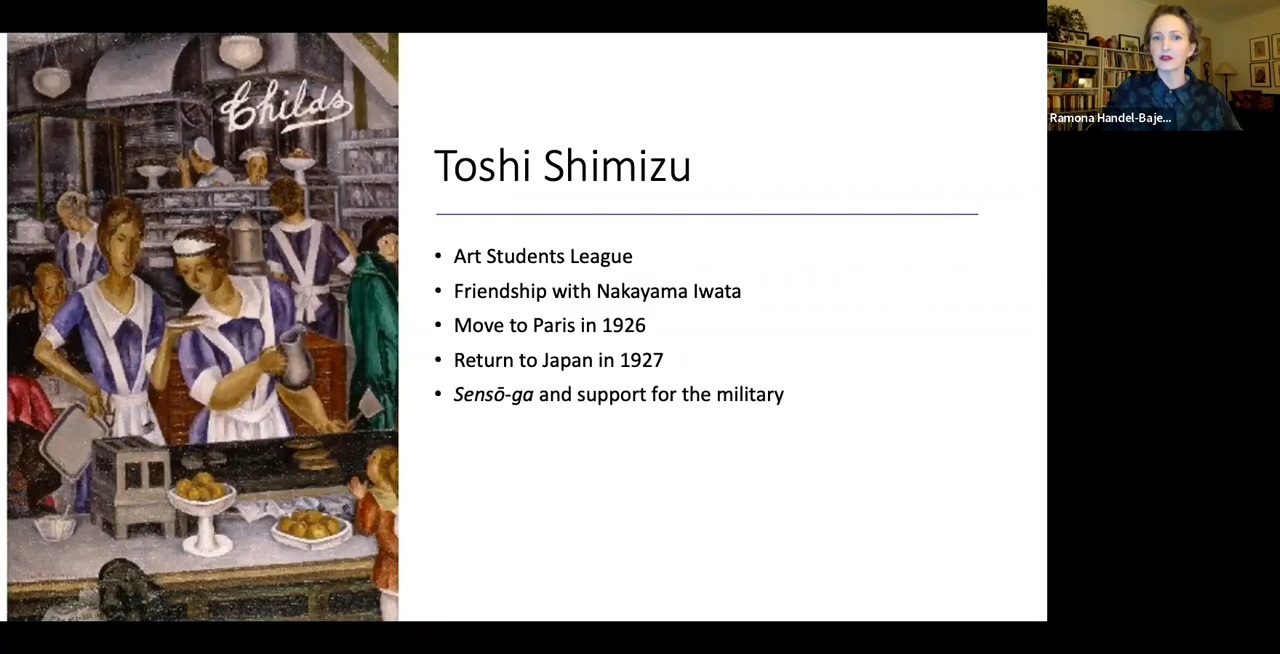 Childs
Toshi Shimizu
• Art Students League
• Friendship with Nakayama Iwata
• Move to Paris in 1926
• Return to Japan in 1927
• Sensō-ga and support for the military
Ramona Handel-Baje...